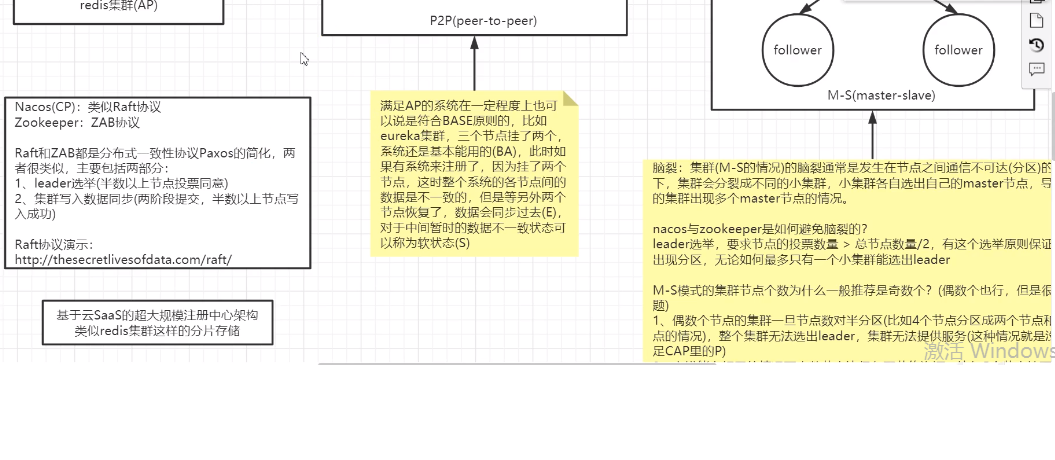 redis集群(AP)
P2P(peer-to-peer)
follower
follower
M-S(master-slave)
Nacos(CP)：类似Raft协议
Zookeeper：ZAB协议
Raft和ZAB都是分布式一致性协议Paxos的简化，两
者很类似，主要包括两部分：
1、leader选举(半数以上节点投票同意)
2、集群写入数据同步(两阶段提交，半数以上节点写
入成功)
Raft协议演示：
http://thesecretlivesofdata.com/raft/
基于云SaaS的超大规模注册中心架构
类似redis集群这样的分片存储
满足AP的系统在一定程度上也可
以说是符合BASE原则的，比如
eureka集群，三个节点挂了两个，
系统还是基本能用的(BA)，此时如
果有系统来注册了，因为挂了两个
节点，这时整个系统的各节点间的
数据是不一致的，但是等另外两个
节点恢复了，数据会同步过去(E)，
对于中间暂时的数据不一致状态可
以称为软状态(S)
脑裂：集群(M-S的情况)的脑裂通常是发生在节点之间通信不可达(分区)的
下，集群会分裂成不同的小集群，小集群各自选出自己的master节点，导
的集群出现多个master节点的情况。
nacos与zookeeper是如何避免脑裂的？
leader选举，要求节点的投票数量 > 总节点数量/2，有这个选举原则保证
出现分区，无论如何最多只有一个小集群能选出leader
M-S模式的集群节点个数为什么一般推荐是奇数个？(偶数个也行，但是很
题)
1、偶数个节点的集群一旦节点数对半分区(比如4个节点分区成两个节点和
点的情况)，整个集群无法选出leader，集群无法提供服务(这种情况就是
足CAP里的P)
激活 Windows